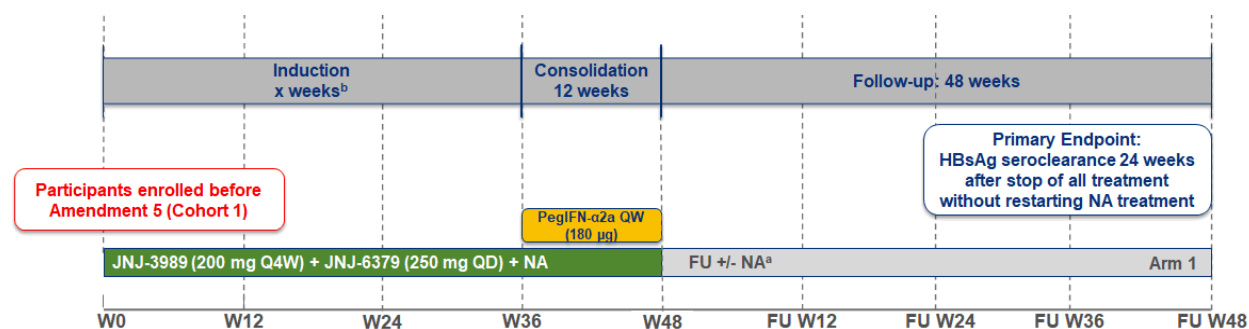 Induction
x weeksᵇ
Consolidation
12 weeks
Follow-up: 48 weeks
Primary Endpoint:
HBsAg seroclearance 24 weeks
after stop of all treatment
without restarting NA treatment
Participants enrolled before
Amendment 5 (Cohort 1)
PegIFN-α2a QW
(180 µg)
JNJ-3989 (200 mg Q4W) + JNJ-6379 (250 mg QD) + NA
FU +/- NAᵃ
Arm 1
W0 W12 W24 W36 W48 FU W12 FU W24 FU W36 FU W48